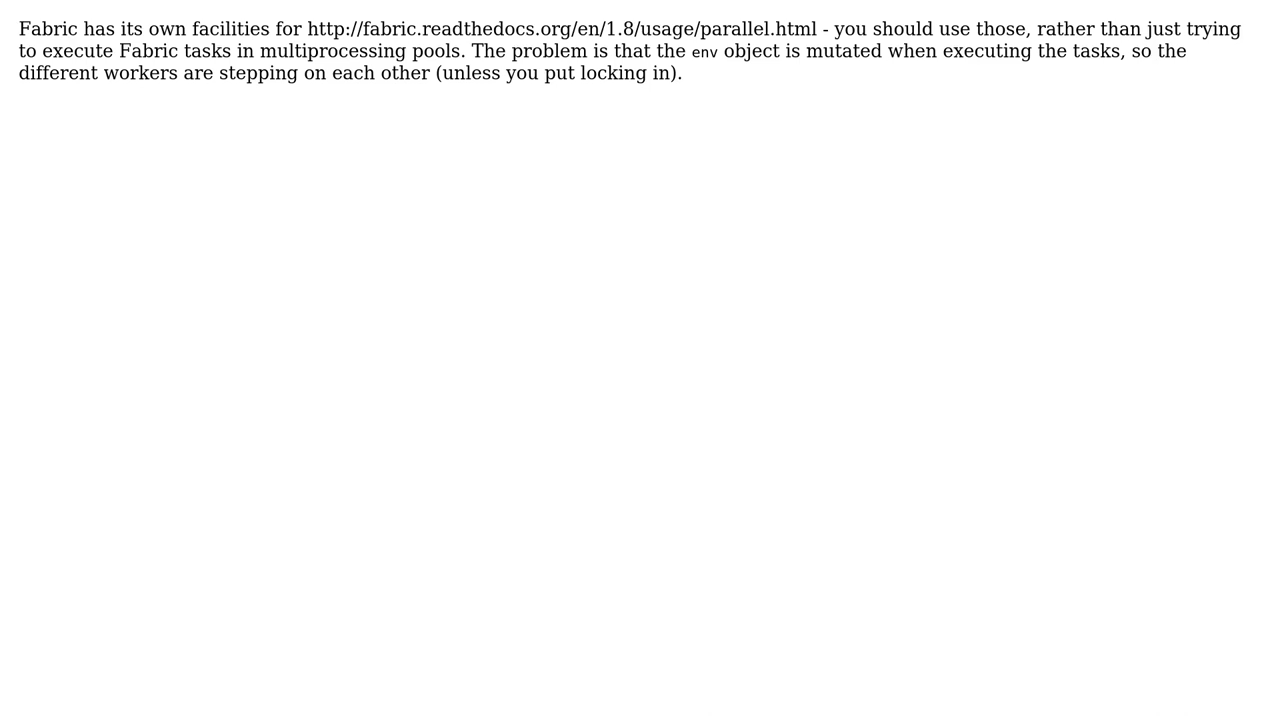 Fabric has its own facilities for http://fabric.readthedocs.org/en/1.8/usage/parallel.html - you should use those, rather than just trying
to execute Fabric tasks in multiprocessing pools. The problem is that the env object is mutated when executing the tasks, so the
different workers are stepping on each other (unless you put locking in).